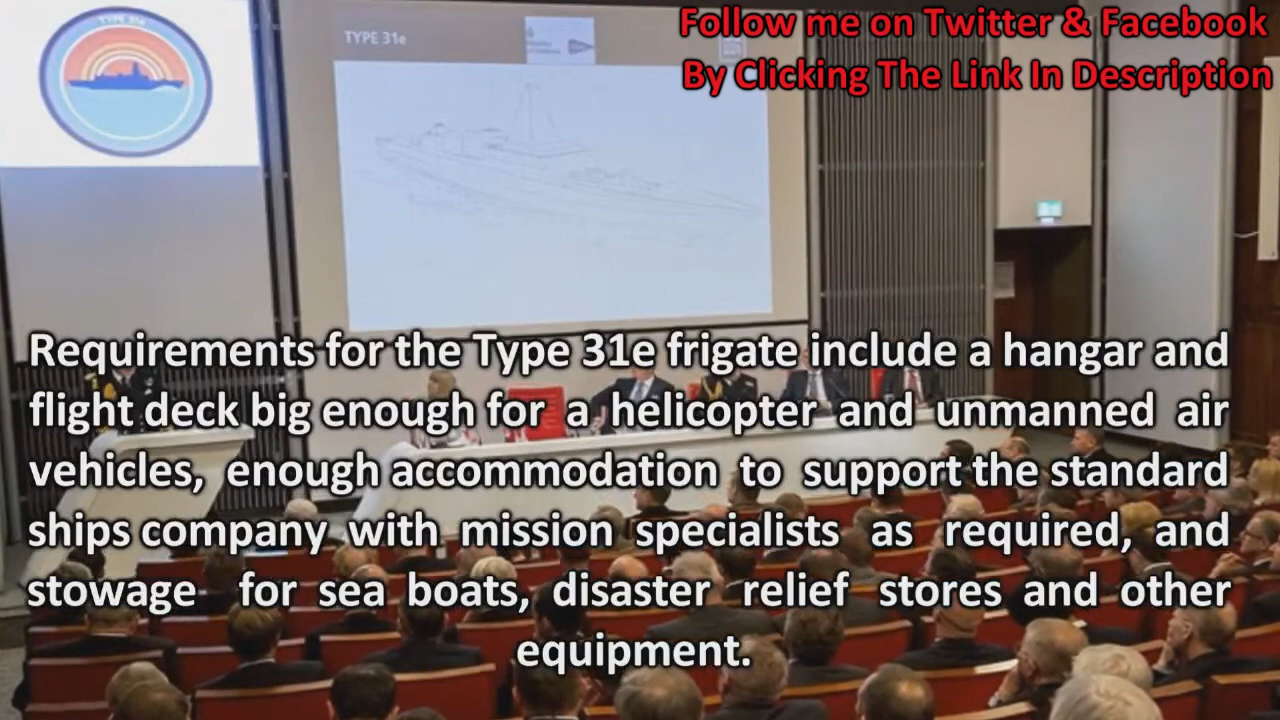 TYPE 31e
TYPE 31e
Follow me on Twitter & Facebook
By Clicking The Link In Description
Requirements for the Type 31e frigate include a hangar and
flight deck big enough for a helicopter and unmanned air
vehicles, enough accommodation to support the standard
ships company with mission specialists as required, and
stowage for sea boats, disaster relief stores and other
equipment.